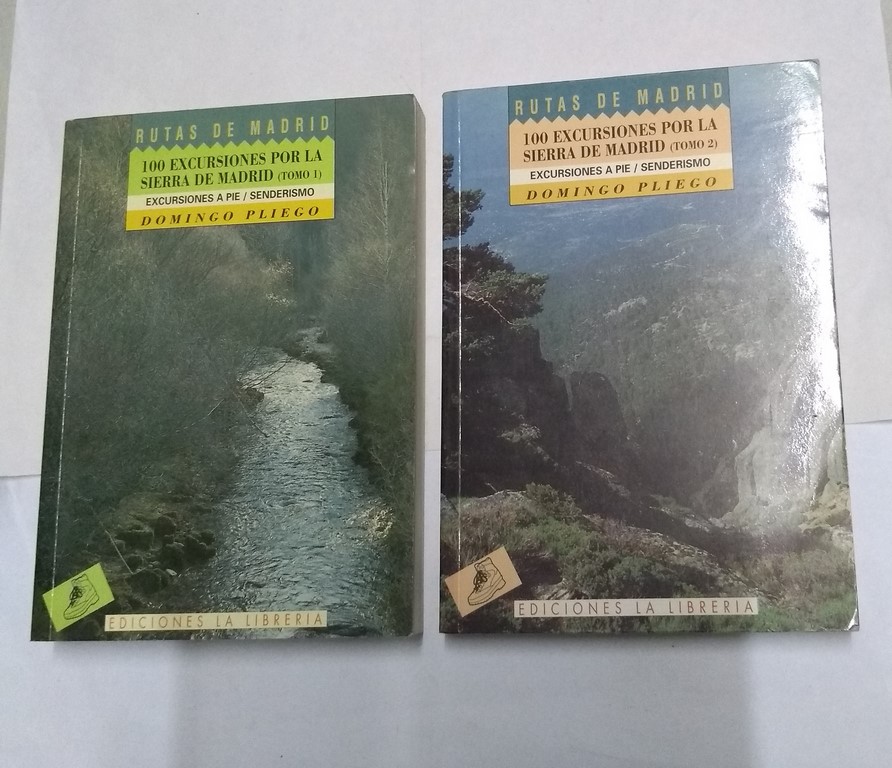 RUTAS DE MADRID
100 EXCURSIONES POR LA
SIERRA DE MADRID (TOMO 1)
EXCURSIONES A PIE / SENDERISMO
DOMINGO PLIEGO
EDICIONES LA LIBRERIA
RUTAS DE MADRID
100 EXCURSIONES POR LA
SIERRA DE MADRID (TOMO 2)
EXCURSIONES A PIE / SENDERISMO
DOMINGO PLIEGO
EDICIONES LA LIBRERIA